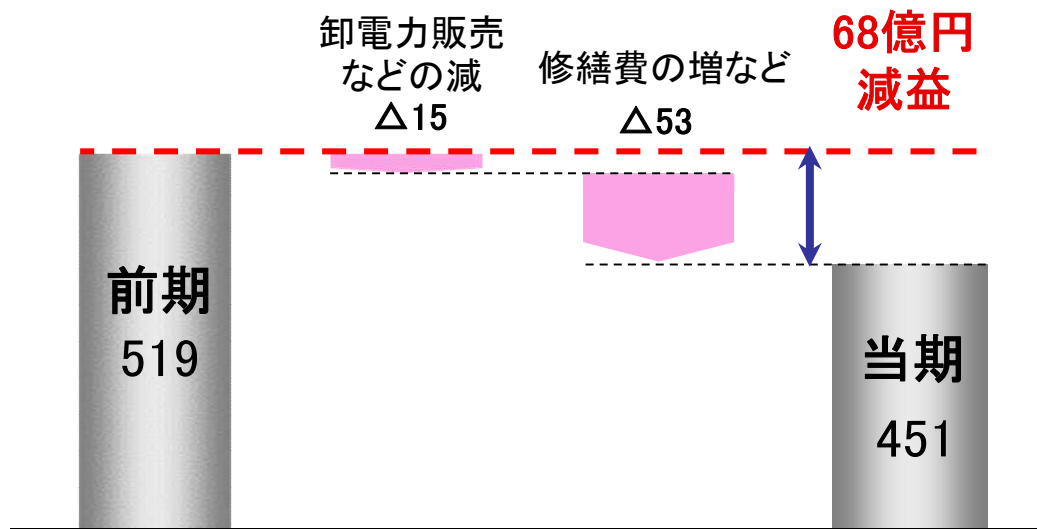 卸電力販売
などの減
△15
修繕費の増など
△53
68億円
減益
前期
519
当期
451